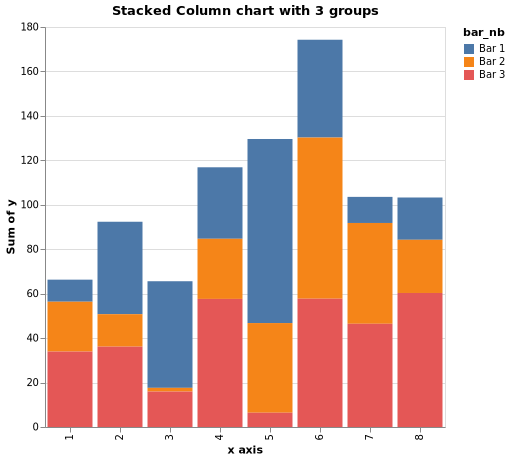 Stacked Column chart with 3 groups
180
160
140
120
100
80
60
40
20
0
Sum of y
1
2
3
4
5
6
7
8
x axis
bar_nb
Bar 1
Bar 2
Bar 3